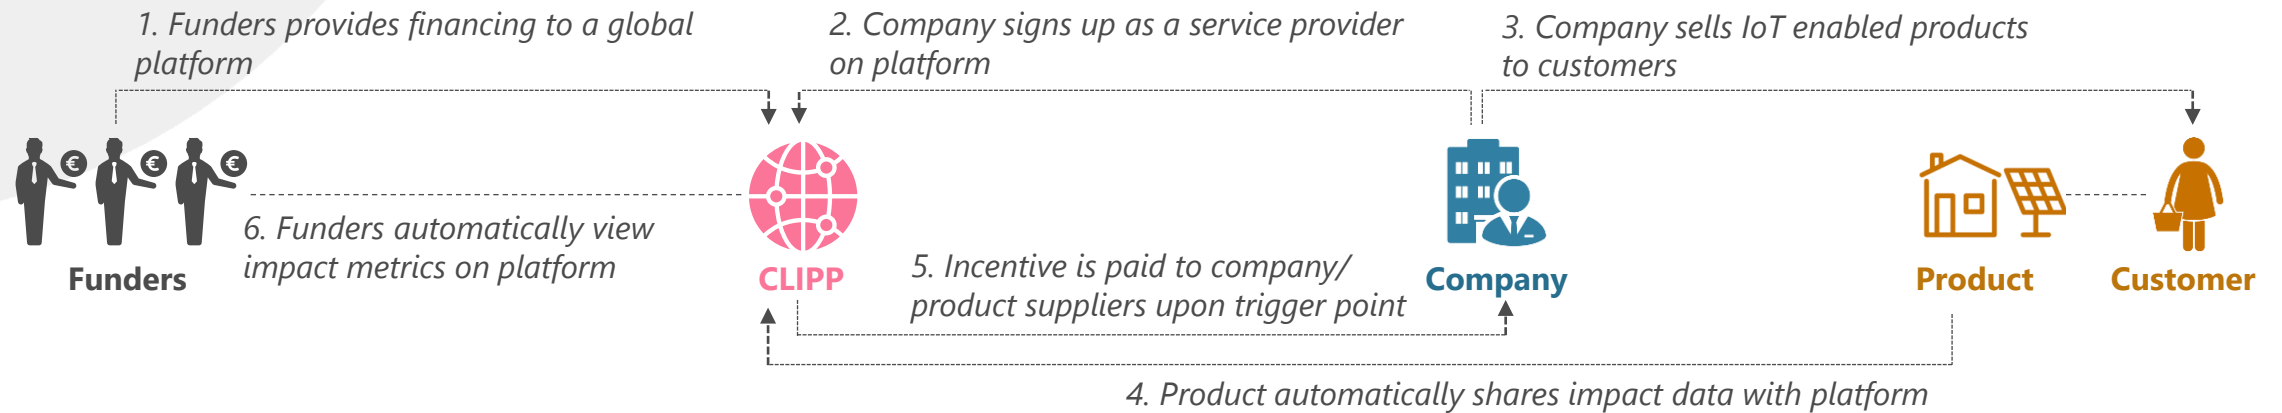 1. Funders provides financing to a global
platform
2. Company signs up as a service provider
on platform
3. Company sells IoT enabled products
to customers
€
€
€
6. Funders automatically view
impact metrics on platform
Funders
CLIPP
5. Incentive is paid to company/
product suppliers upon trigger point
Company
Product
Customer
4. Product automatically shares impact data with platform